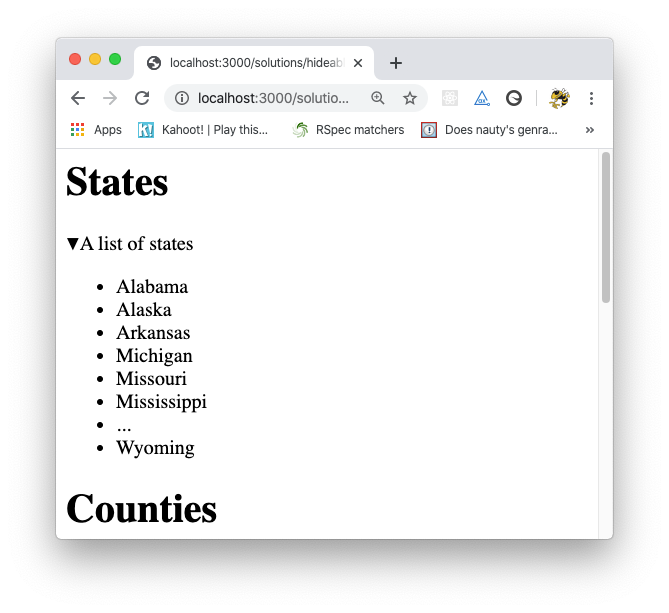 localhost:3000/solutions/hideab
localhost:3000/solutio...
Apps Kahoot! | Play this... RSpec matchers Does nauty's genra... »
States
▼A list of states
• Alabama
• Alaska
• Arkansas
• Michigan
• Missouri
• Mississippi
• ...
• Wyoming
Counties